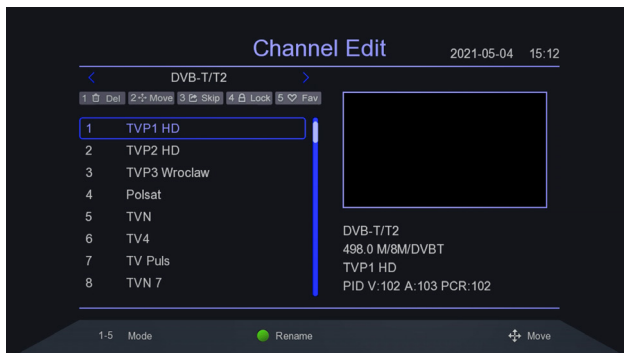 Channel Edit
2021-05-04 15:12
DVB-T/T2
1 Del 2 Move 3 Skip 4 Lock 5 Fav
1 TVP1 HD
2 TVP2 HD
3 TVP3 Wroclaw
4 Polsat
5 TVN
6 TV4
7 TV Puls
8 TVN 7
DVB-T/T2
498.0 M/8M/DVBT
TVP1 HD
PID V:102 A:103 PCR:102
1-5 Mode
Rename
Move